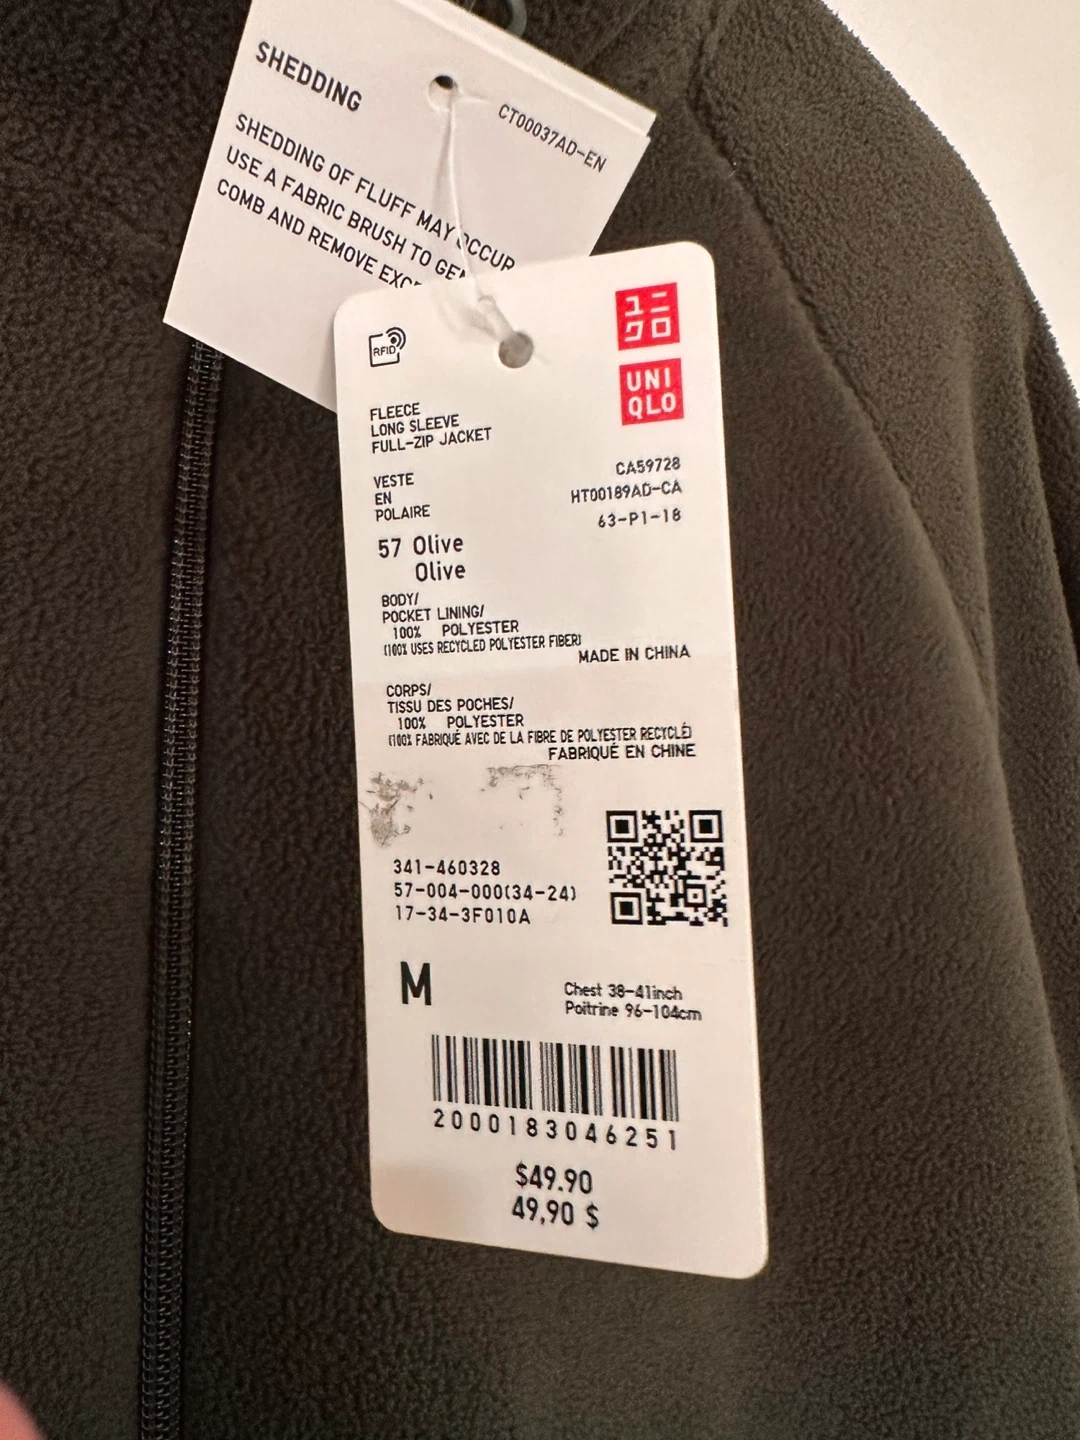 SHEDDING
CT00037AD-EN
SHEDDING OF FLUFF MAY OCCUR
USE A FABRIC BRUSH TO
COMB AND REMOVE
RFID
ユニ
クロ
UNI
QLO
FLEECE
LONG SLEEVE
FULL-ZIP JACKET
VESTE
EN
POLAIRE
CA59728
HT00189AD-CA
63-P1-18
57 Olive
Olive
BODY/
POCKET LINING/
100% POLYESTER
(100% USES RECYCLED POLYESTER FIBER)
MADE IN CHINA
CORPS/
TISSU DES POCHES/
100% POLYESTER
(100% FABRIQUÉ AVEC DE LA FIBRE DE POLYESTER RECYCLÉ)
FABRIQUÉ EN CHINE
341-460328
57-004-000(34-24)
17-34-3F010A
M
Chest 38-41inch
Poitrine 96-104cm
2000183046251
$49.90
49,90 $